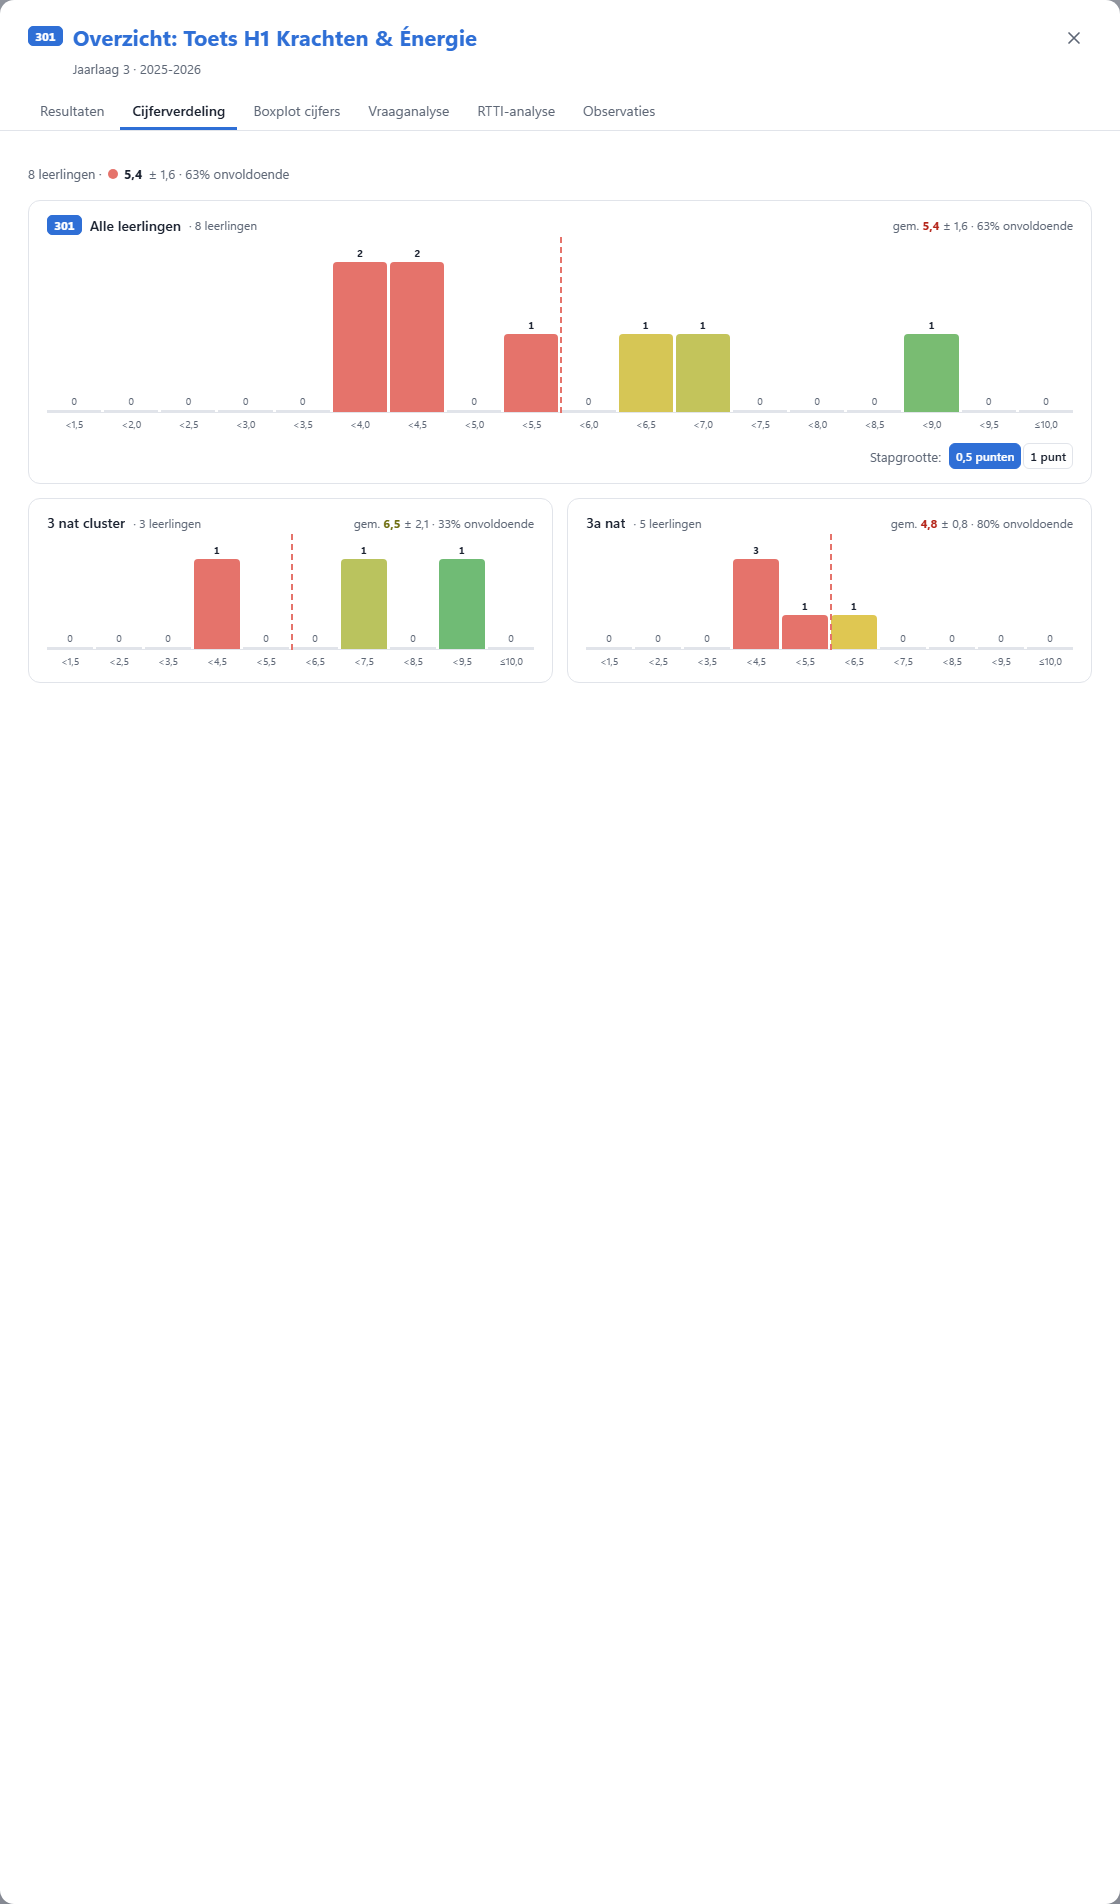 301 Overzicht: Toets H1 Krachten & Énergie
Jaarlaag 3 · 2025-2026
Resultaten Cijferverdeling Boxplot cijfers Vraaganalyse RTTI-analyse Observaties
8 leerlingen · 5,4 ± 1,6 · 63% onvoldoende
301 Alle leerlingen · 8 leerlingen gem. 5,4 ± 1,6 · 63% onvoldoende
0 0 0 0 0 2 2 0 1 0 1 1 0 0 0 1 0 0
<1,5 <2,0 <2,5 <3,0 <3,5 <4,0 <4,5 <5,0 <5,5 <6,0 <6,5 <7,0 <7,5 <8,0 <8,5 <9,0 <9,5 ≤10,0
Stapgrootte: 0,5 punten 1 punt
3 nat cluster · 3 leerlingen gem. 6,5 ± 2,1 · 33% onvoldoende
0 0 0 1 0 0 1 0 1 0
<1,5 <2,5 <3,5 <4,5 <5,5 <6,5 <7,5 <8,5 <9,5 ≤10,0
3a nat · 5 leerlingen gem. 4,8 ± 0,8 · 80% onvoldoende
0 0 0 3 1 1 0 0 0 0
<1,5 <2,5 <3,5 <4,5 <5,5 <6,5 <7,5 <8,5 <9,5 ≤10,0